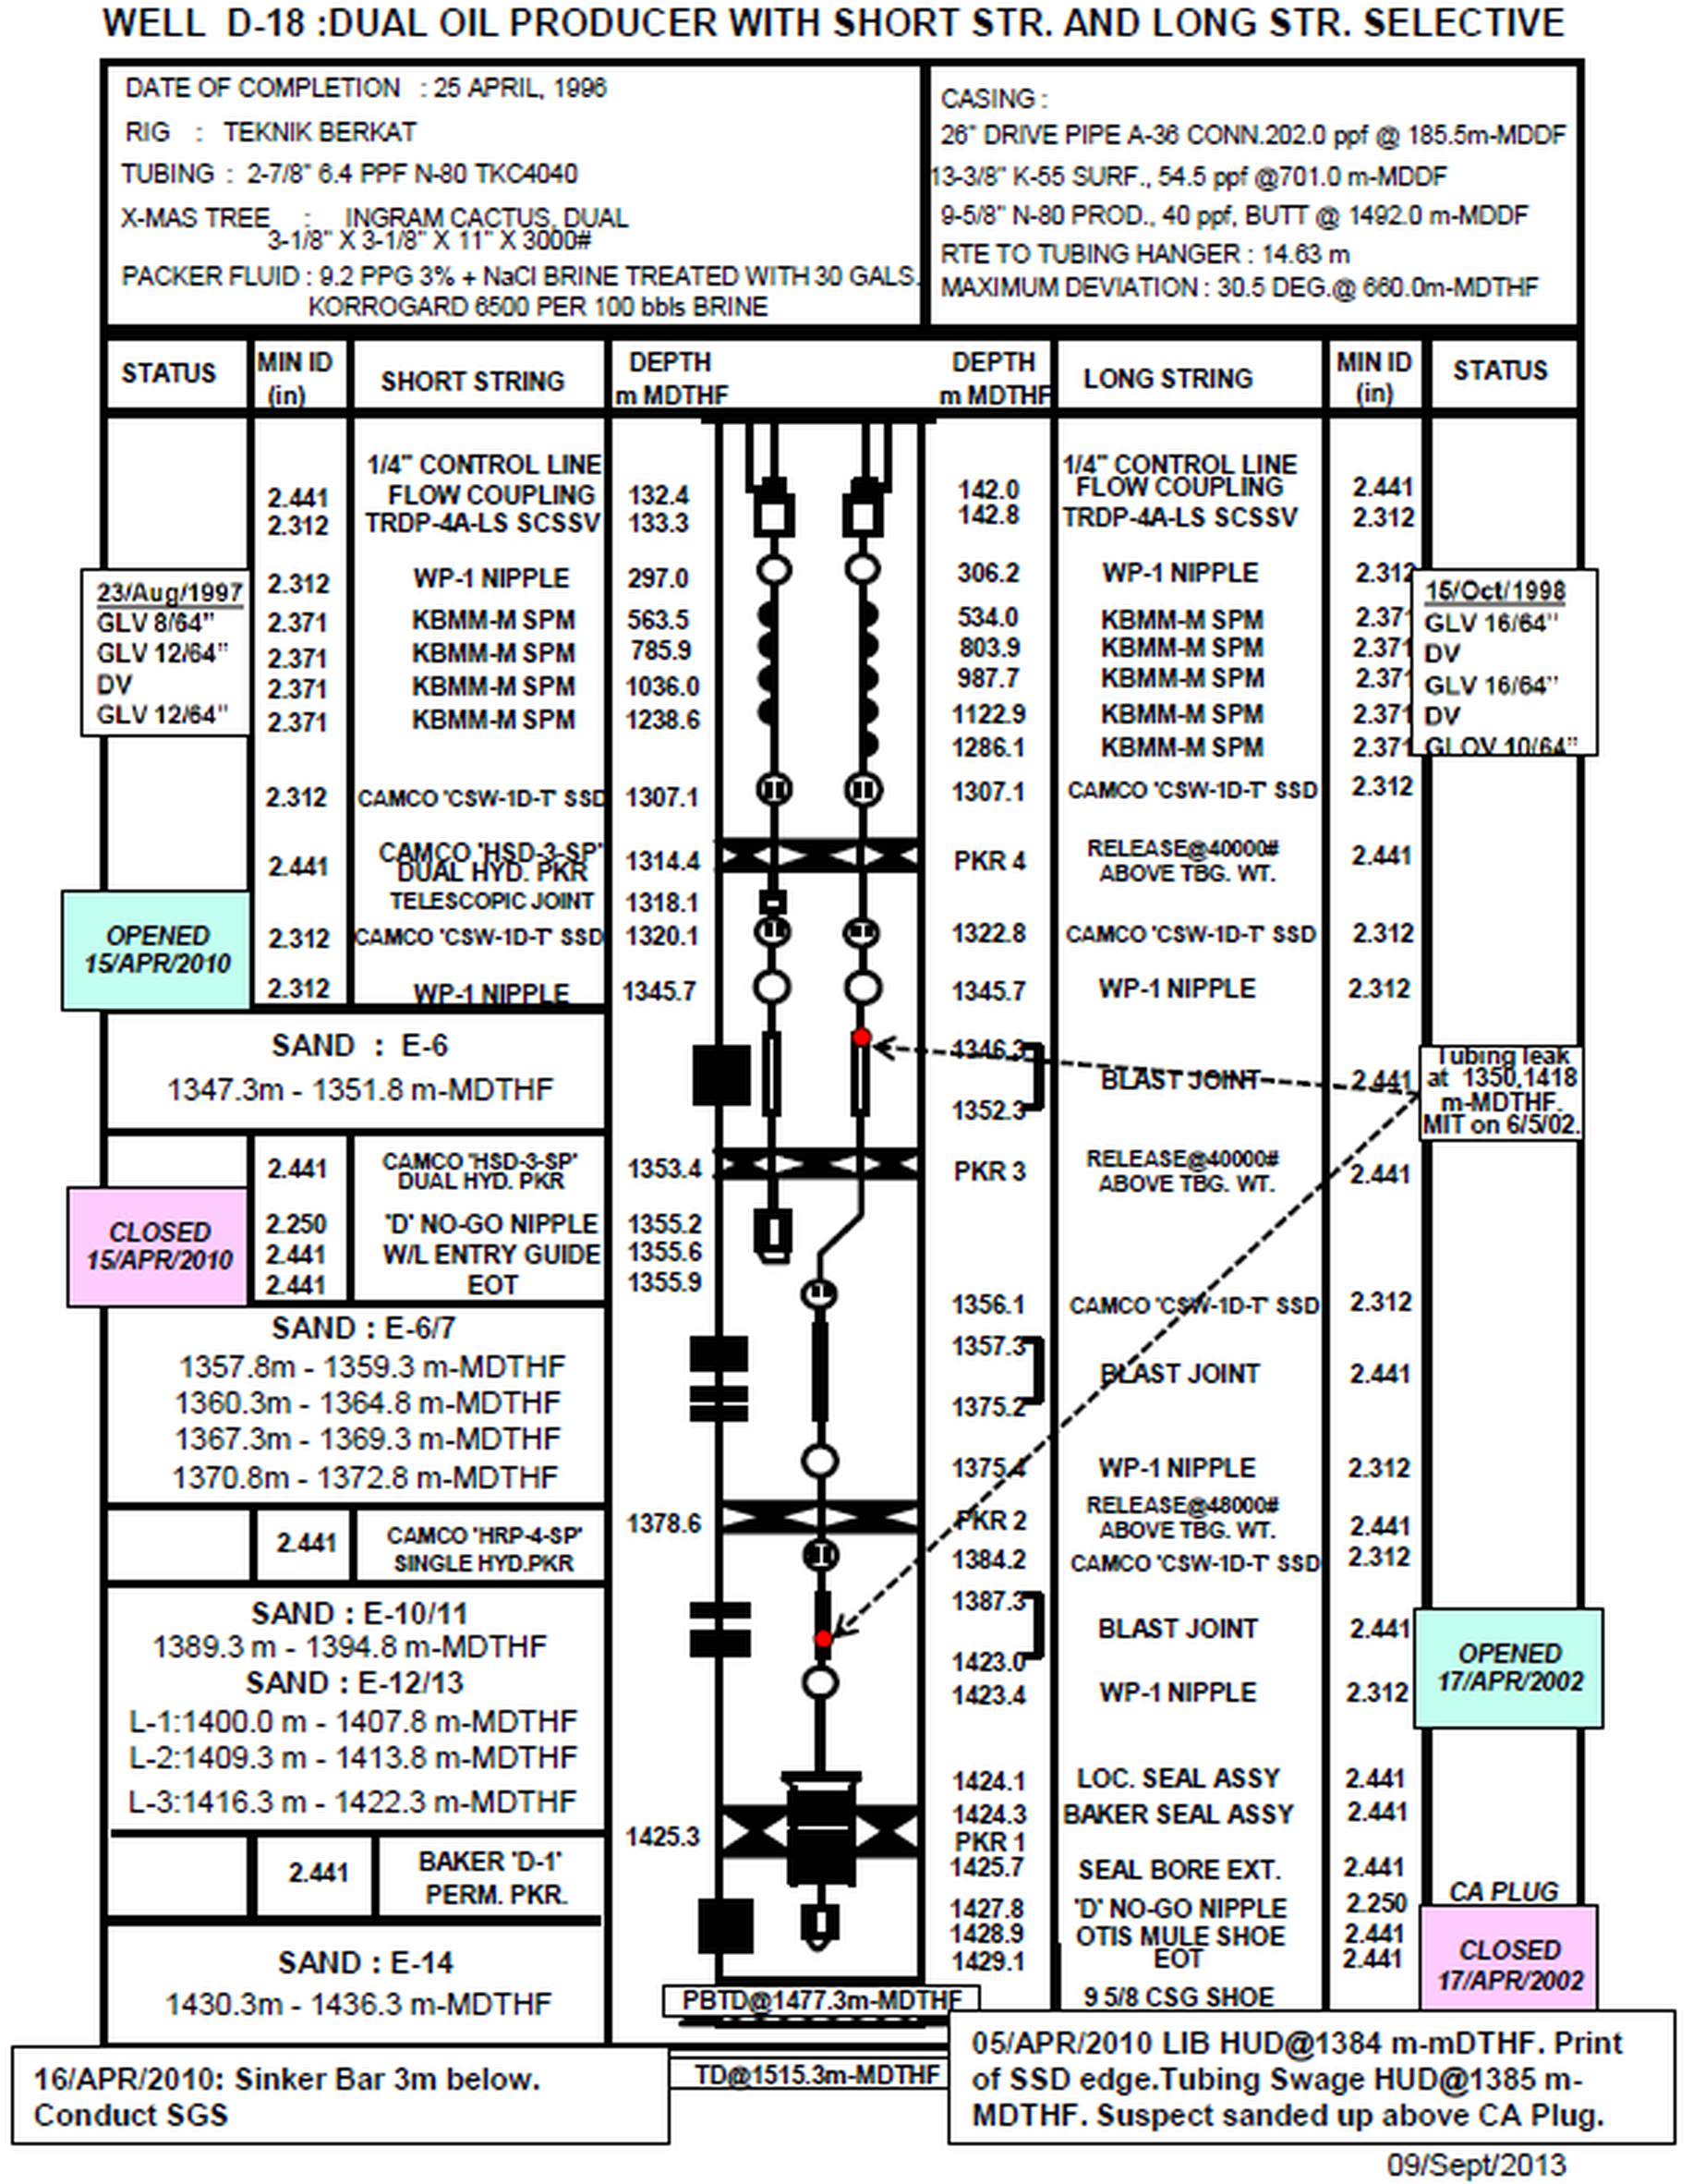 WELL D-18 :DUAL OIL PRODUCER WITH SHORT STR. AND LONG STR. SELECTIVE
DATE OF COMPLETION : 25 APRIL, 1996
RIG : TEKNIK BERKAT
TUBING : 2-7/8" 6.4 PPF N-80 TKC4040
X-MAS TREE : INGRAM CACTUS, DUAL
3-1/8" X 3-1/8" X 11" X 3000#
PACKER FLUID : 9.2 PPG 3% + NaCl BRINE TREATED WITH 30 GALS.
KORROGARD 6500 PER 100 bbls BRINE
CASING :
26" DRIVE PIPE A-36 CONN.202.0 ppf @ 185.5m-MDDF
13-3/8" K-55 SURF., 54.5 ppf @701.0 m-MDDF
9-5/8" N-80 PROD., 40 ppf, BUTT @ 1492.0 m-MDDF
RTE TO TUBING HANGER : 14.63 m
MAXIMUM DEVIATION : 30.5 DEG.@ 660.0m-MDTHF
STATUS MIN ID (in) SHORT STRING DEPTH m MDTHF DEPTH m MDTHF LONG STRING MIN ID (in) STATUS
1/4" CONTROL LINE 1/4" CONTROL LINE
2.441 FLOW COUPLING 132.4 142.0 FLOW COUPLING 2.441
2.312 TRDP-4A-LS SCSSV 133.3 142.8 TRDP-4A-LS SCSSV 2.312
2.312 WP-1 NIPPLE 297.0 306.2 WP-1 NIPPLE 2.312
23/Aug/1997 15/Oct/1998
GLV 8/64" 2.371 KBMM-M SPM 563.5 534.0 KBMM-M SPM 2.371 GLV 16/64"
GLV 12/64" 2.371 KBMM-M SPM 785.9 803.9 KBMM-M SPM 2.371 DV
DV 2.371 KBMM-M SPM 1036.0 987.7 KBMM-M SPM 2.371 GLV 16/64"
GLV 12/64" 2.371 KBMM-M SPM 1238.6 1122.9 KBMM-M SPM 2.371 DV
1286.1 KBMM-M SPM 2.371 GLOV 10/64"
2.312 CAMCO 'CSW-1D-T' SSD 1307.1 1307.1 CAMCO 'CSW-1D-T' SSD 2.312
CAMCO 'HSD-3-SP' RELEASE@40000#
2.441 DUAL HYD. PKR 1314.4 PKR 4 ABOVE TBG. WT. 2.441
TELESCOPIC JOINT 1318.1
OPENED 2.312 CAMCO 'CSW-1D-T' SSD 1320.1 1322.8 CAMCO 'CSW-1D-T' SSD 2.312
15/APR/2010
2.312 WP-1 NIPPLE 1345.7 1345.7 WP-1 NIPPLE 2.312
SAND : E-6
1347.3m - 1351.8 m-MDTHF
1346.3
BLAST JOINT 2.441
1352.3
Tubing leak
at 1350,1418
m-MDTHF.
MIT on 6/5/02.
CAMCO 'HSD-3-SP' RELEASE@40000#
2.441 DUAL HYD. PKR 1353.4 PKR 3 ABOVE TBG. WT. 2.441
CLOSED 2.250 'D' NO-GO NIPPLE 1355.2
15/APR/2010 2.441 W/L ENTRY GUIDE 1355.6
2.441 EOT 1355.9
1356.1 CAMCO 'CSW-1D-T' SSD 2.312
SAND : E-6/7
1357.8m - 1359.3 m-MDTHF
1360.3m - 1364.8 m-MDTHF
1367.3m - 1369.3 m-MDTHF
1370.8m - 1372.8 m-MDTHF
1357.3
BLAST JOINT 2.441
1375.2
1375.4 WP-1 NIPPLE 2.312
2.441 CAMCO 'HRP-4-SP' 1378.6 PKR 2 RELEASE@48000#
SINGLE HYD.PKR ABOVE TBG. WT. 2.441
1384.2 CAMCO 'CSW-1D-T' SSD 2.312
SAND : E-10/11
1389.3 m - 1394.8 m-MDTHF
SAND : E-12/13
L-1:1400.0 m - 1407.8 m-MDTHF
L-2:1409.3 m - 1413.8 m-MDTHF
L-3:1416.3 m - 1422.3 m-MDTHF
1387.3
BLAST JOINT 2.441
1423.0
OPENED
17/APR/2002
1423.4 WP-1 NIPPLE 2.312
1424.1 LOC. SEAL ASSY 2.441
1424.3 BAKER SEAL ASSY 2.441
2.441 BAKER 'D-1' 1425.3 PKR 1
PERM. PKR.
1425.7 SEAL BORE EXT. 2.441
CA PLUG
1427.8 'D' NO-GO NIPPLE 2.250
1428.9 OTIS MULE SHOE 2.441
1429.1 EOT 2.441
CLOSED
17/APR/2002
SAND : E-14
1430.3m - 1436.3 m-MDTHF
9 5/8 CSG SHOE
PBTD@1477.3m-MDTHF
TD@1515.3m-MDTHF
16/APR/2010: Sinker Bar 3m below.
Conduct SGS
05/APR/2010 LIB HUD@1384 m-mDTHF. Print
of SSD edge.Tubing Swage HUD@1385 m-
MDTHF. Suspect sanded up above CA Plug.
09/Sept/2013